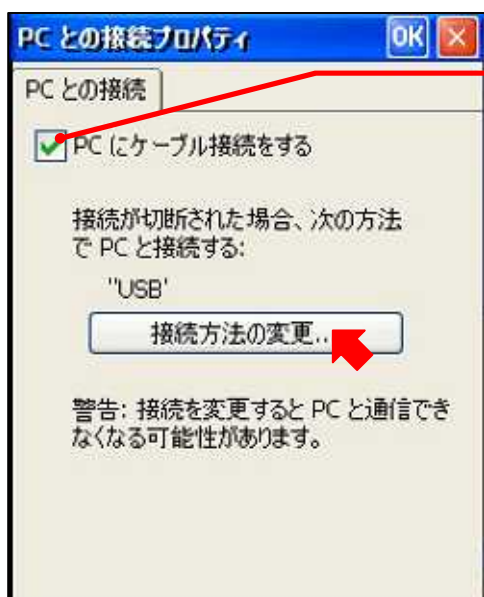 PC との接続プロパティ OK
PC との接続
PC にケーブル接続をする
接続が切断された場合、次の方法
で PC と接続する:
"USB'
接続方法の変更..
警告: 接続を変更すると PC と通信でき
なくなる可能性があります。